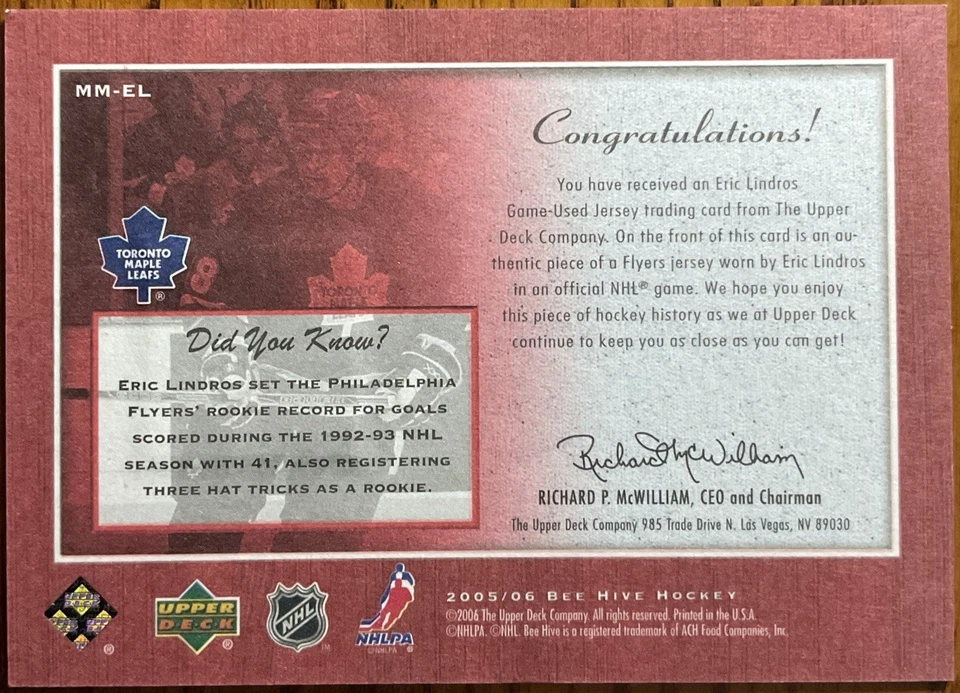 MM-EL
TORONTO
MAPLE
LEAFS
®
Did You Know?
ERIC LINDROS SET THE PHILADELPHIA
FLYERS' ROOKIE RECORD FOR GOALS
SCORED DURING THE 1992-93 NHL
SEASON WITH 41, ALSO REGISTERING
THREE HAT TRICKS AS A ROOKIE.
Congratulations!
You have received an Eric Lindros
Game-Used Jersey trading card from The Upper
Deck Company. On the front of this card is an au-
thentic piece of a Flyers jersey worn by Eric Lindros
in an official NHL® game. We hope you enjoy
this piece of hockey history as we at Upper Deck
continue to keep you as close as you can get!
Richard P. McWilliam
RICHARD P. McWILLIAM, CEO and Chairman
The Upper Deck Company 985 Trade Drive N. Las Vegas, NV 89030
UPPER
DECK
®
NHL
TM
NHLPA
©NHLPA
2005/06 BEE HIVE HOCKEY
©2006 The Upper Deck Company. All rights reserved. Printed in the U.S.A.
©NHLPA. ©NHL. Bee Hive is a registered trademark of ACH Food Companies, Inc.